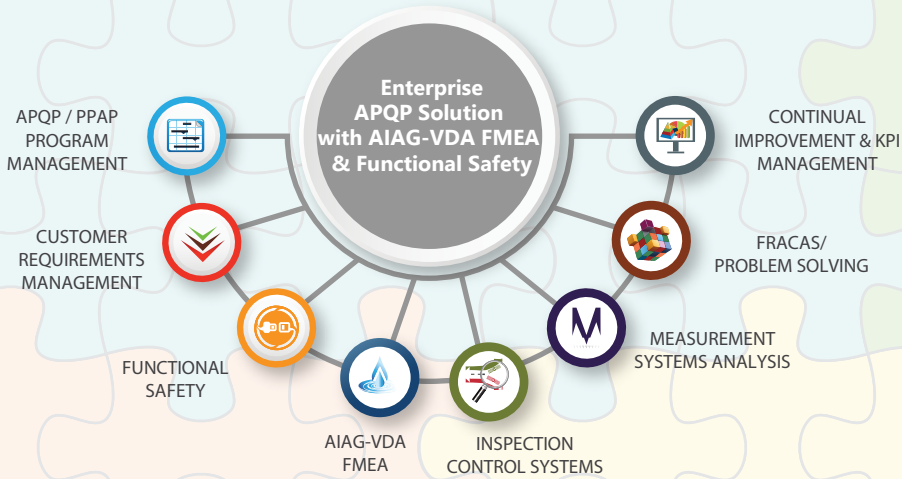 Enterprise
APQP Solution
with AIAG-VDA FMEA
& Functional Safety
APQP / PPAP
PROGRAM
MANAGEMENT
CUSTOMER
REQUIREMENTS
MANAGEMENT
FUNCTIONAL
SAFETY
AIAG-VDA
FMEA
INSPECTION
CONTROL SYSTEMS
MEASUREMENT
SYSTEMS ANALYSIS
FRACAS/
PROBLEM SOLVING
CONTINUAL
IMPROVEMENT & KPI
MANAGEMENT
M